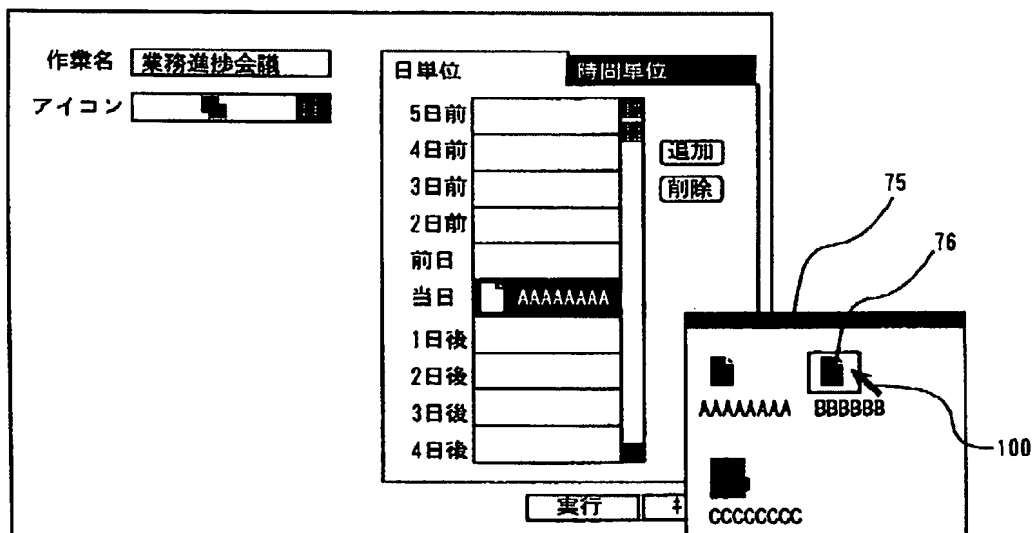 作業名 業務進捗会議
アイコン
日単位 時間単位
5日前
4日前
3日前
2日前
前日
当日 AAAAAAAA
1日後
2日後
3日後
4日後
追加
削除
実行
75
76
AAAAAAAA BBBBBB
100
CCCCCCCC